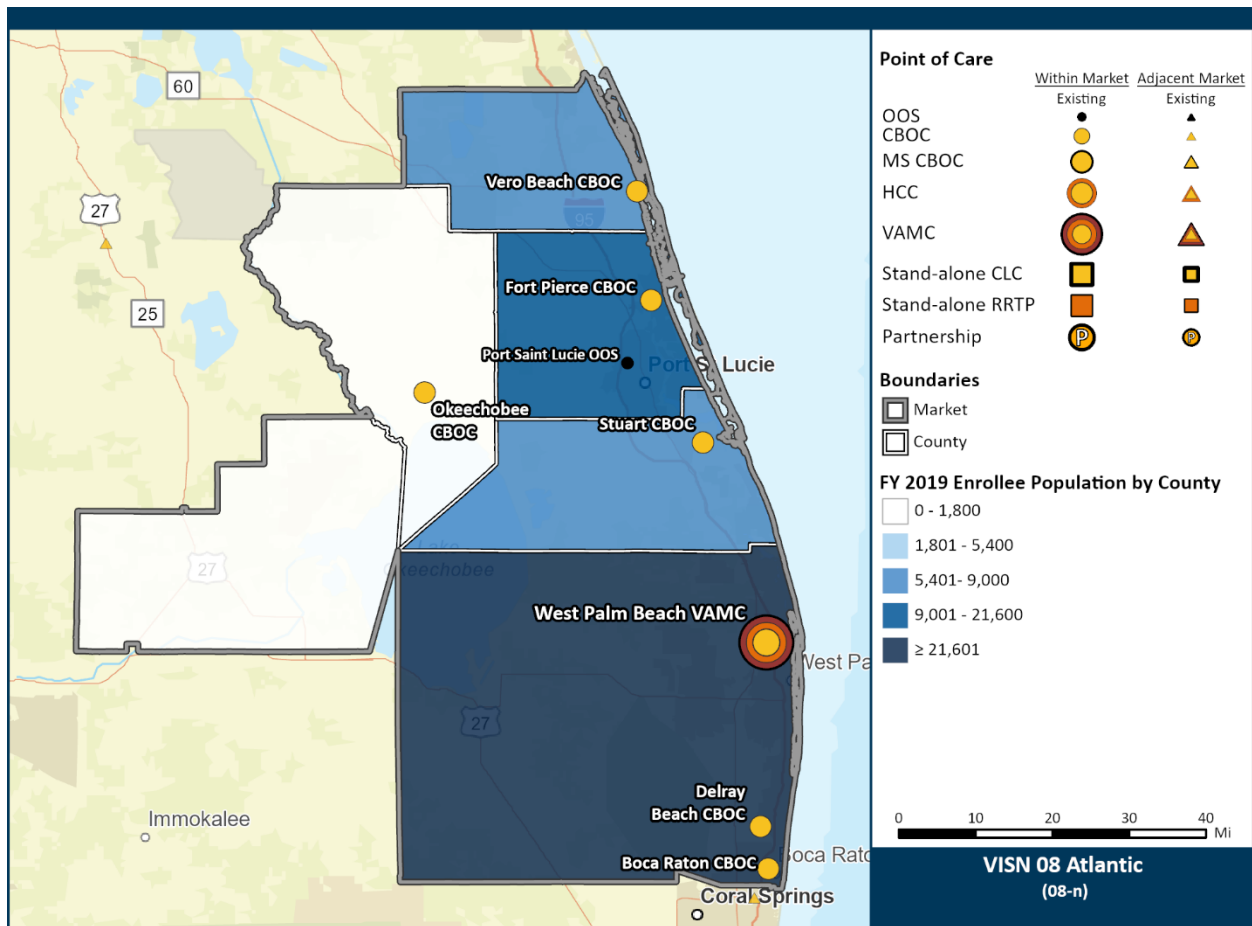 60
27
25
Vero Beach CBOC
95
Fort Pierce CBOC
Port Saint Lucie OOS
Port S. Lucie
Okeechobee
CBOC
Stuart CBOC
Lake
Okeechobee
27
West Palm Beach VAMC
West Pa
27
Delray
Beach CBOC
Immokalee
Boca Raton CBOC
Boca Rato
Coral Springs
Point of Care
Within Market Adjacent Market
Existing Existing
OOS
CBOC
MS CBOC
HCC
VAMC
Stand-alone CLC
Stand-alone RRTP
Partnership P P
Boundaries
Market
County
FY 2019 Enrollee Population by County
0 - 1,800
1,801 - 5,400
5,401- 9,000
9,001 - 21,600
≥ 21,601
0 10 20 30 40
Mi
VISN 08 Atlantic
(08-n)